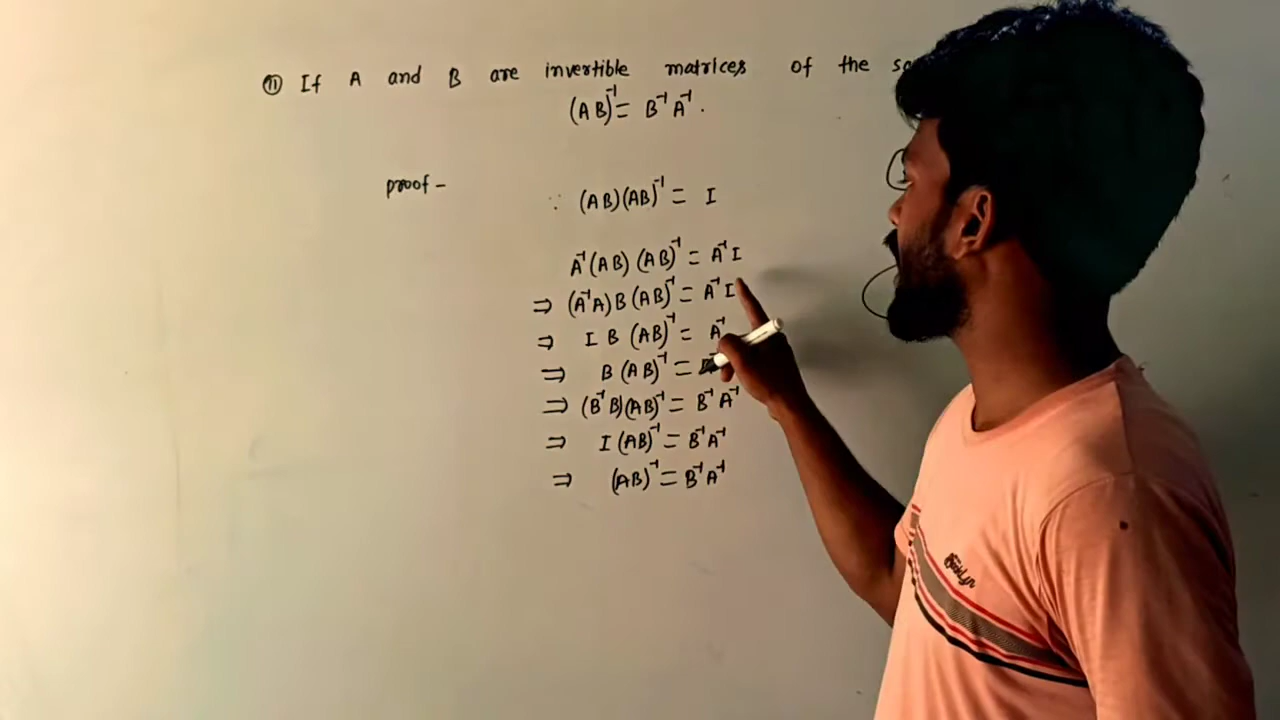 ⑪ If A and B are invertible matrices of the
(AB)⁻¹ = B⁻¹ A⁻¹.
proof -
∵ (AB)(AB)⁻¹ = I
A⁻¹(AB)(AB)⁻¹ = A⁻¹I
⇒ (A⁻¹A)B(AB)⁻¹ = A⁻¹I
⇒ I B (AB)⁻¹ = A⁻¹
⇒ B(AB)⁻¹ =
⇒ (B⁻¹B)(AB)⁻¹ = B⁻¹A⁻¹
⇒ I(AB)⁻¹ = B⁻¹A⁻¹
⇒ (AB)⁻¹ = B⁻¹A⁻¹